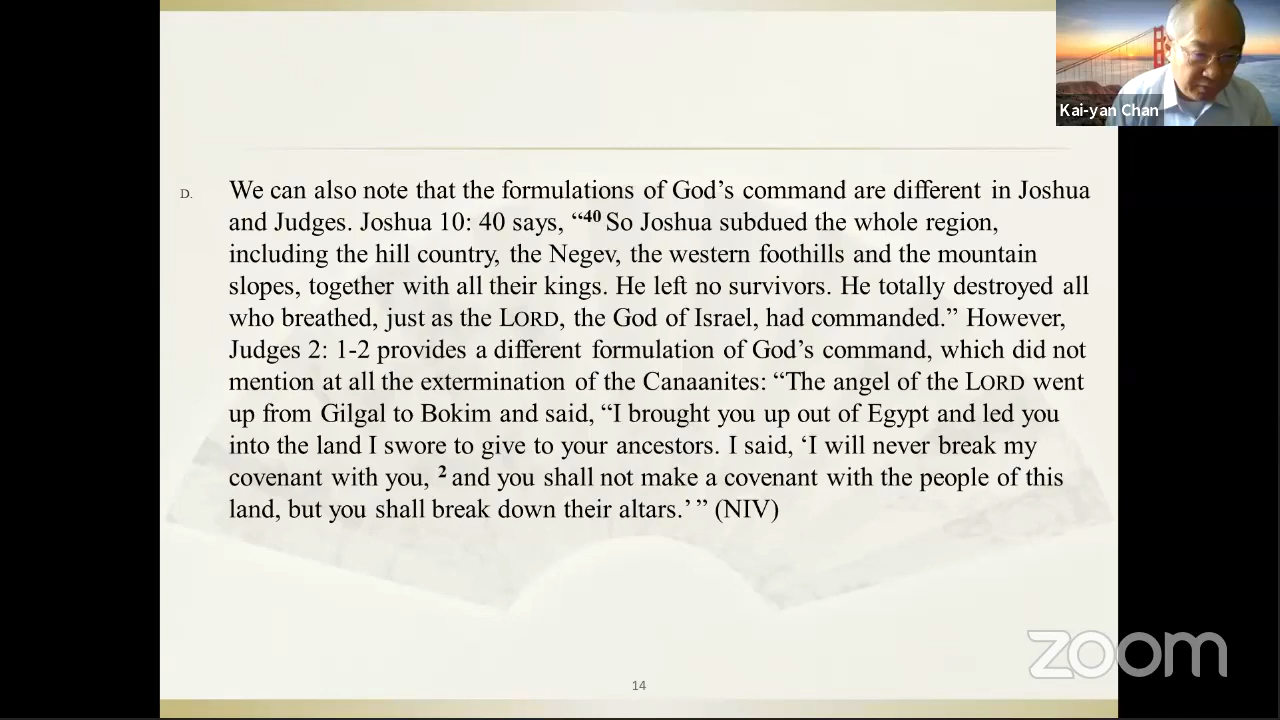 Kai-yan Chan
D. We can also note that the formulations of God’s command are different in Joshua
and Judges. Joshua 10: 40 says, “40 So Joshua subdued the whole region,
including the hill country, the Negev, the western foothills and the mountain
slopes, together with all their kings. He left no survivors. He totally destroyed all
who breathed, just as the LORD, the God of Israel, had commanded.” However,
Judges 2: 1-2 provides a different formulation of God’s command, which did not
mention at all the extermination of the Canaanites: “The angel of the LORD went
up from Gilgal to Bokim and said, “I brought you up out of Egypt and led you
into the land I swore to give to your ancestors. I said, ‘I will never break my
covenant with you, 2 and you shall not make a covenant with the people of this
land, but you shall break down their altars.’ ” (NIV)
zoom
14